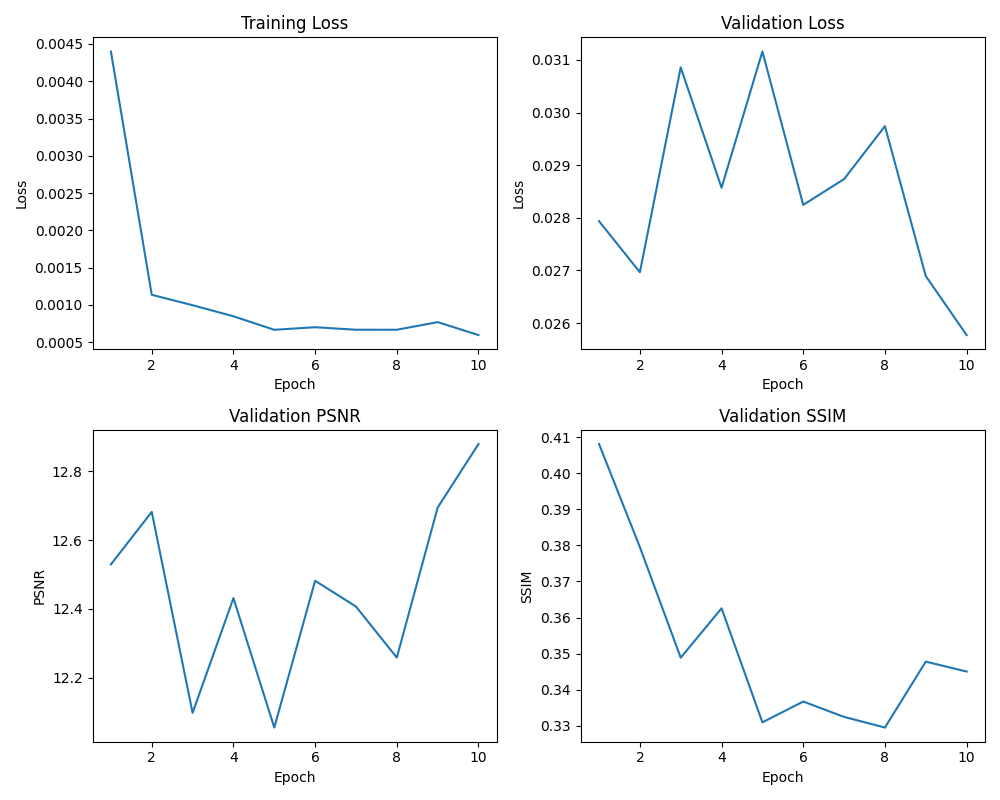 Training Loss
0.0045
0.0040
0.0035
0.0030
0.0025
0.0020
0.0015
0.0010
0.0005
Loss
2 4 6 8 10
Epoch
Validation Loss
0.031
0.030
0.029
0.028
0.027
0.026
Loss
2 4 6 8 10
Epoch
Validation PSNR
12.8
12.6
12.4
12.2
PSNR
2 4 6 8 10
Epoch
Validation SSIM
0.41
0.40
0.39
0.38
0.37
0.36
0.35
0.34
0.33
SSIM
2 4 6 8 10
Epoch